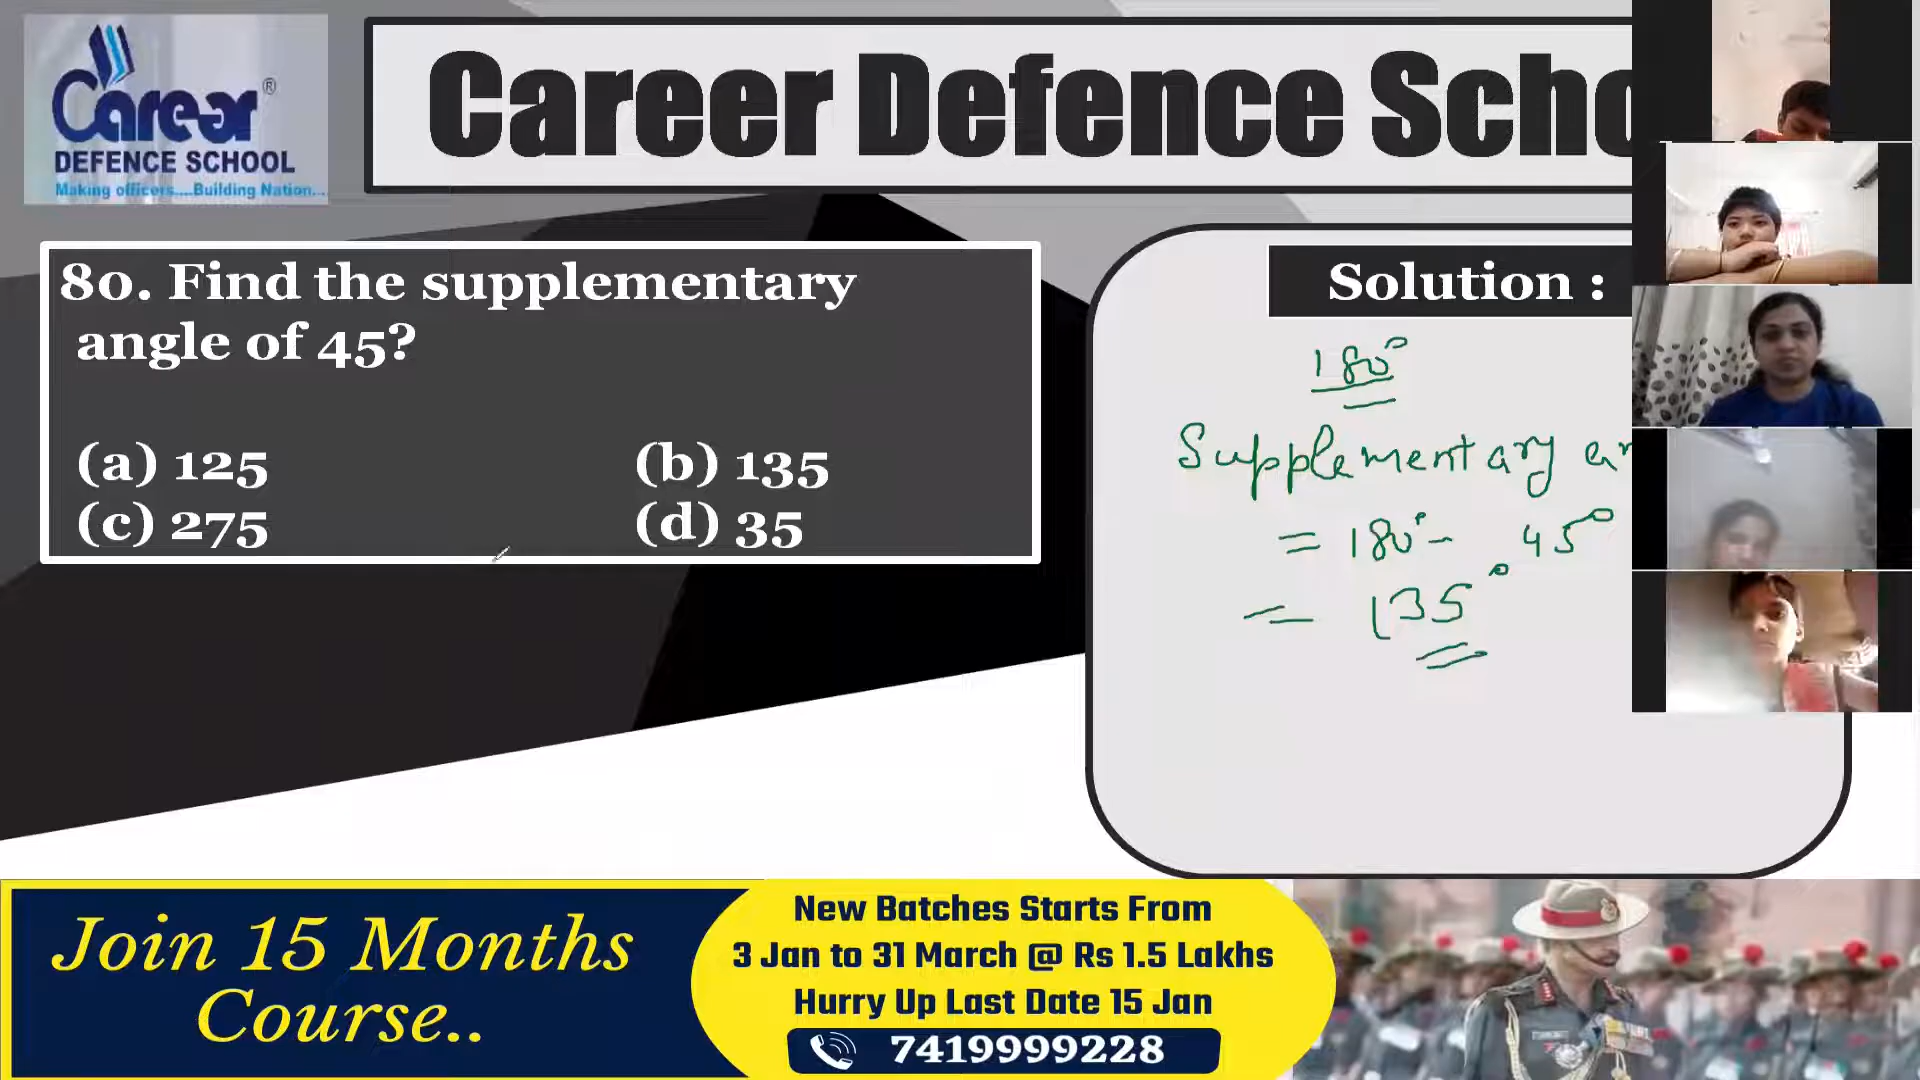 Career®
DEFENCE SCHOOL
Making officers....Building Nation...
Career Defence Scho
80. Find the supplementary
angle of 45?
(a) 125 (b) 135
(c) 275 (d) 35
Solution :
180°
Supplementary an
= 180° - 45°
= 135°
Join 15 Months
Course..
New Batches Starts From
3 Jan to 31 March @ Rs 1.5 Lakhs
Hurry Up Last Date 15 Jan
7419999228